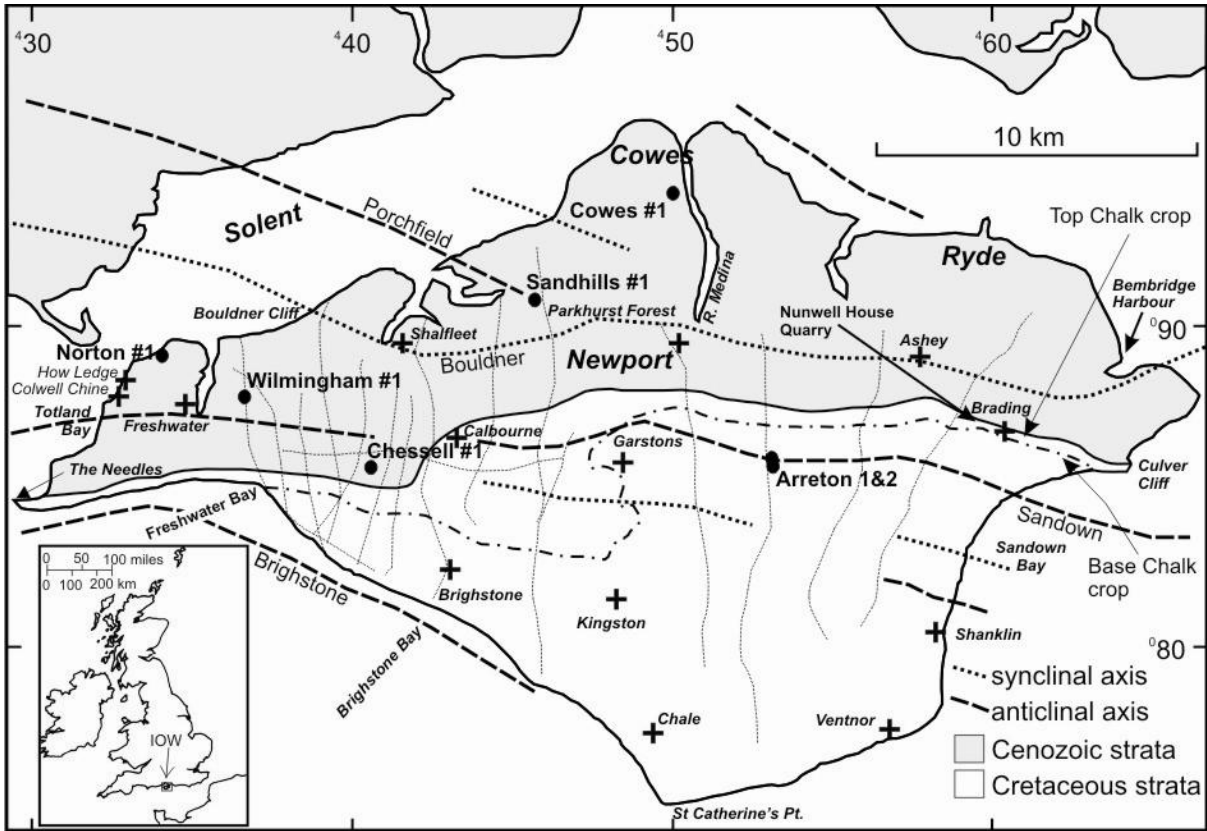 ⁴30
⁴40
⁴50
⁴60
10 km
Cowes
Cowes #1
Top Chalk crop
Solent
Porchfield
R. Medina
Ryde
Sandhills #1
Bembridge
Harbour
Bouldner Cliff
Parkhurst Forest
Nunwell House
Quarry
⁰90
Shalfleet
Norton #1
Bouldner
Newport
Ashey
How Ledge
Colwell Chine
Wilmingham #1
Totland
Bay
Freshwater
Calbourne
Brading
Garstons
Chessell #1
The Needles
Arreton 1&2
Culver
Cliff
Freshwater Bay
Sandown
Sandown
Bay
Base Chalk
crop
Brighstone
Brighstone
Kingston
Shanklin
⁰80
Brighstone Bay
Chale
Ventnor
St Catherine's Pt.
0 50 100 miles
0 100 200 km
IOW
synclinal axis
anticlinal axis
Cenozoic strata
Cretaceous strata